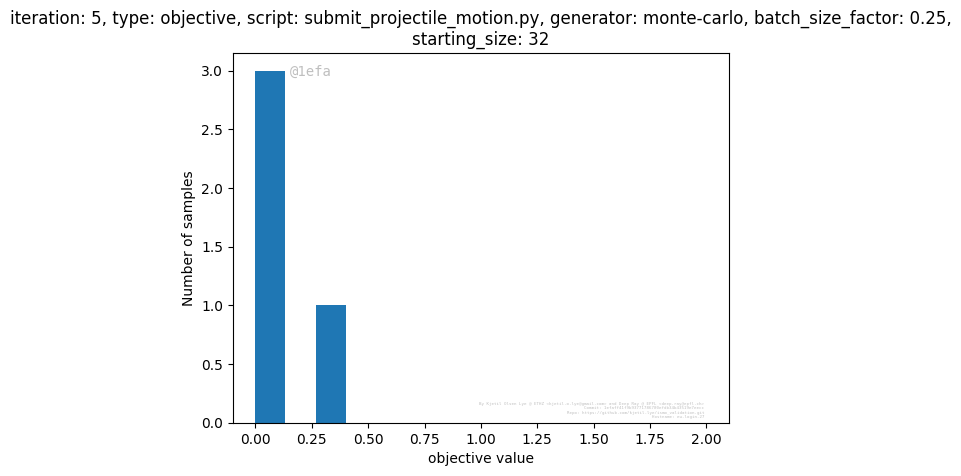 iteration: 5, type: objective, script: submit_projectile_motion.py, generator: monte-carlo, batch_size_factor: 0.25,
starting_size: 32
@1efa
3.0
2.5
2.0
1.5
1.0
0.5
0.0
Number of samples
0.00 0.25 0.50 0.75 1.00 1.25 1.50 1.75 2.00
objective value